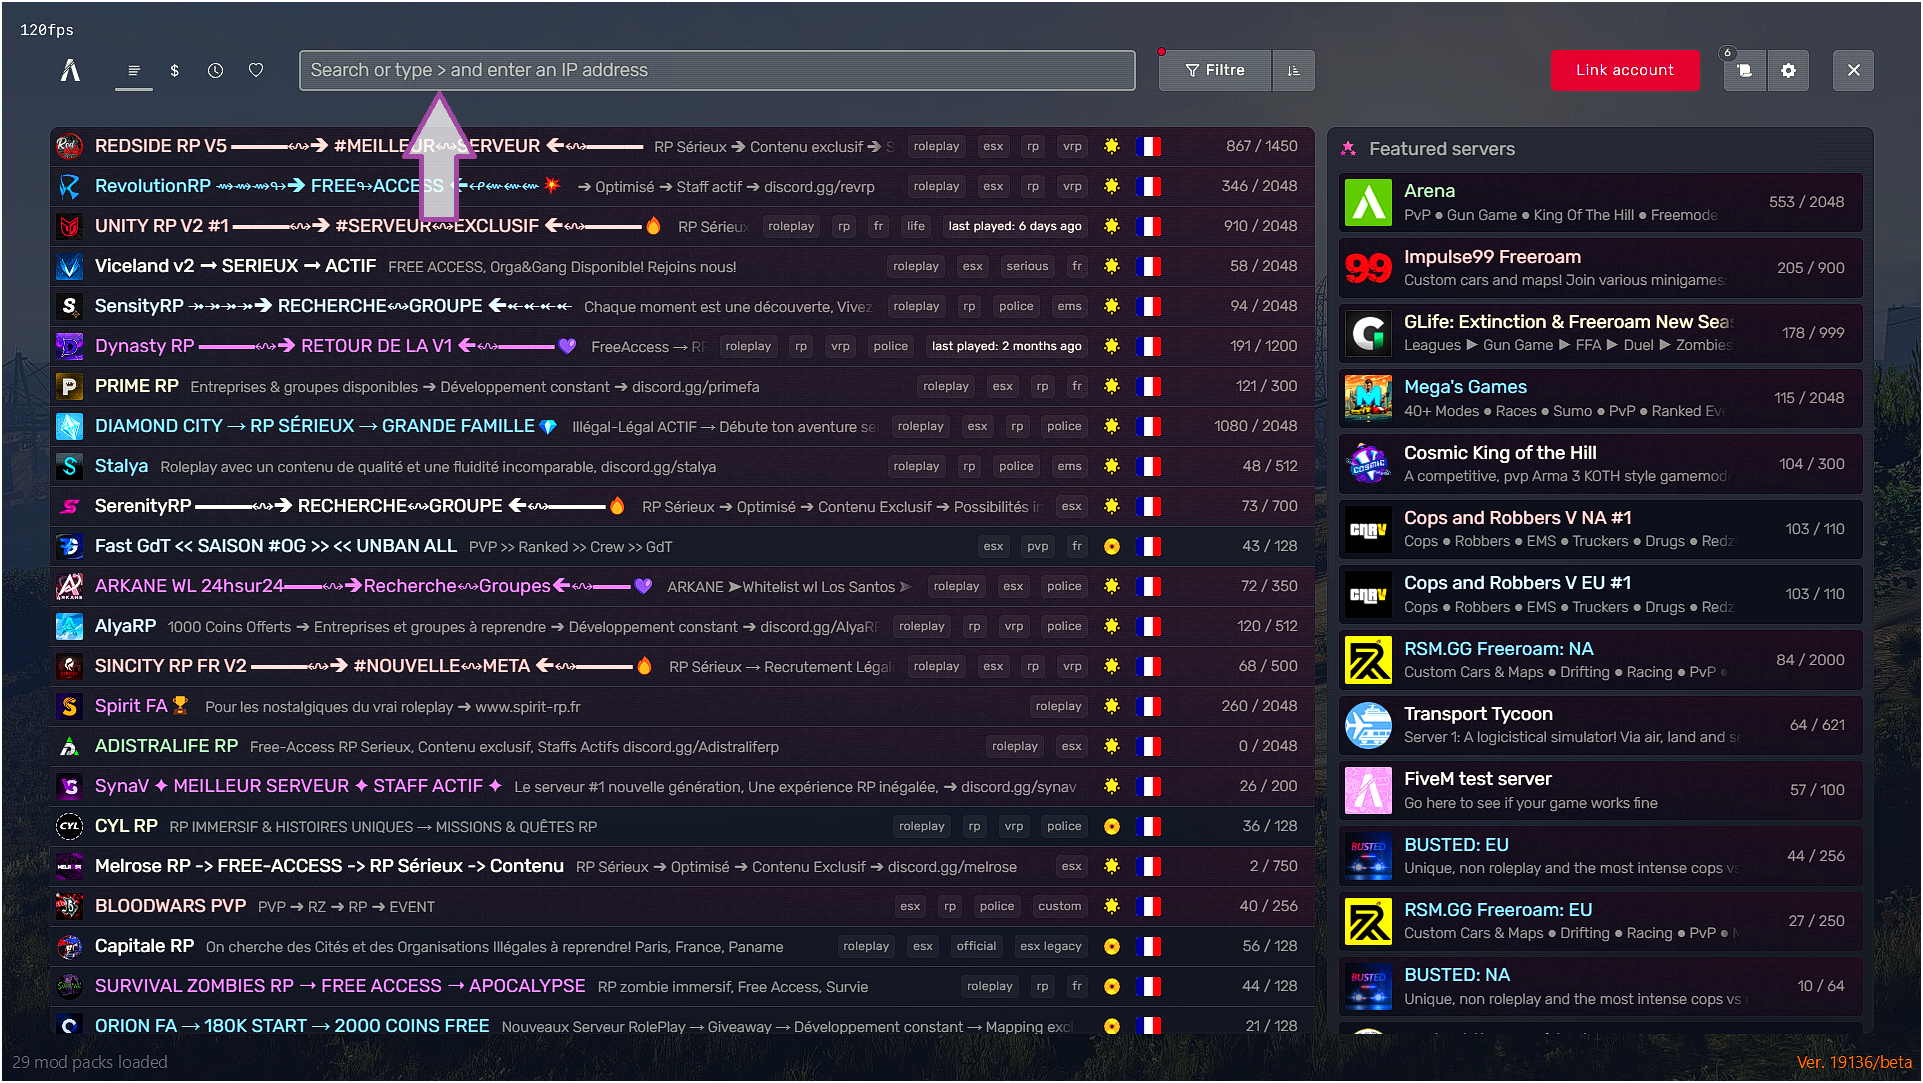 120fps
$
Search or type > and enter an IP address
Filtre
Link account
6
REDSIDE RP V5 ━━━━━⇝➔ #MEILLEUR⇝SERVEUR 🡰⇜━━━━━━ RP Sérieux ➔ Contenu exclusif ➔ S roleplay esx rp vrp 867 / 1450
RevolutionRP ⇝➔ FREE↬ACCESS ↫ 💥 → Optimisé → Staff actif → discord.gg/revrp roleplay esx rp vrp 346 / 2048
UNITY RP V2 #1 ━━━━━⇝➔ #SERVEUR⇝EXCLUSIF 🡰⇜━━━━━ 🔥 RP Sérieux roleplay rp fr life last played: 6 days ago 910 / 2048
Viceland v2 → SERIEUX → ACTIF FREE ACCESS, Orga&Gang Disponible! Rejoins nous! roleplay esx serious fr 58 / 2048
SensityRP ➛➛➛➛➔ RECHERCHE⇝GROUPE 🡰 Chaque moment est une découverte, Vivez roleplay rp police ems 94 / 2048
Dynasty RP ━━━━━⇝➔ RETOUR DE LA V1 🡰⇜━━━━━ 💜 FreeAccess → RP roleplay rp vrp police last played: 2 months ago 191 / 1200
PRIME RP Entreprises & groupes disponibles ➔ Développement constant ➔ discord.gg/primefa roleplay esx rp fr 121 / 300
DIAMOND CITY → RP SÉRIEUX → GRANDE FAMILLE 💎 Illégal-Légal ACTIF → Débute ton aventure roleplay esx rp police 1080 / 2048
Stalya Roleplay avec un contenu de qualité et une fluidité incomparable, discord.gg/stalya roleplay rp police ems 48 / 512
SerenityRP ━━━━━⇝➔ RECHERCHE⇝GROUPE 🡰⇜━━━━━ 🔥 RP Sérieux ➔ Optimisé ➔ Contenu Exclusif ➔ Possibilités esx 73 / 700
Fast GdT << SAISON #OG >> << UNBAN ALL PVP >> Ranked >> Crew >> GdT esx pvp fr 43 / 128
ARKANE WL 24hsur24━━━⇝➔Recherche⇝Groupes🡰⇜━━━ 💜 ARKANE ➤Whitelist wl Los Santos ➤ roleplay esx police 72 / 350
AlyaRP 1000 Coins Offerts ➔ Entreprises et groupes à reprendre ➔ Développement constant ➔ discord.gg/AlyaRP roleplay rp vrp police 120 / 512
SINCITY RP FR V2 ━━━━━⇝➔ #NOUVELLE⇝META 🡰⇜━━━━━ 🔥 RP Sérieux → Recrutement Légal roleplay esx rp vrp 68 / 500
Spirit FA 🏆 Pour les nostalgiques du vrai roleplay ➔ www.spirit-rp.fr roleplay 260 / 2048
ADISTRALIFE RP Free-Access RP Serieux, Contenu exclusif, Staffs Actifs discord.gg/Adistraliferp roleplay esx 0 / 2048
SynaV ✦ MEILLEUR SERVEUR ✦ STAFF ACTIF ✦ Le serveur #1 nouvelle génération, Une expérience RP inégalée, ➔ discord.gg/synav 26 / 200
CYL CYL RP RP IMMERSIF & HISTOIRES UNIQUES → MISSIONS & QUÊTES RP roleplay rp vrp police 36 / 128
Melrose RP -> FREE-ACCESS -> RP Sérieux -> Contenu RP Sérieux ➔ Optimisé ➔ Contenu Exclusif ➔ discord.gg/melrose esx 2 / 750
BLOODWARS PVP PVP → RZ → RP → EVENT esx rp police custom 40 / 256
Capitale RP On cherche des Cités et des Organisations Illégales à reprendre! Paris, France, Paname roleplay esx official esx legacy 56 / 128
SURVIVAL ZOMBIES RP → FREE ACCESS → APOCALYPSE RP zombie immersif, Free Access, Survie roleplay rp fr 44 / 128
ORION FA → 180K START → 2000 COINS FREE Nouveaux Serveur RolePlay → Giveaway → Développement constant → Mapping excl 21 / 128
Featured servers
Arena
PvP ● Gun Game ● King Of The Hill ● Freemode
553 / 2048
99 Impulse99 Freeroam
Custom cars and maps! Join various minigames:
205 / 900
GLife: Extinction & Freeroam New Seas
Leagues ▶ Gun Game ▶ FFA ▶ Duel ▶ Zombies
178 / 999
Mega's Games
40+ Modes ● Races ● Sumo ● PvP ● Ranked Eve
115 / 2048
COSMIC Cosmic King of the Hill
A competitive, pvp Arma 3 KOTH style gamemod
104 / 300
CNRV Cops and Robbers V NA #1
Cops ● Robbers ● EMS ● Truckers ● Drugs ● Redz
103 / 110
CNRV Cops and Robbers V EU #1
Cops ● Robbers ● EMS ● Truckers ● Drugs ● Redz
103 / 110
RSM.GG Freeroam: NA
Custom Cars & Maps ● Drifting ● Racing ● PvP ●
84 / 2000
Transport Tycoon
Server 1: A logicistical simulator! Via air, land and se
64 / 621
FiveM test server
Go here to see if your game works fine
57 / 100
BUSTED BUSTED: EU
Unique, non roleplay and the most intense cops vs
44 / 256
RSM.GG Freeroam: EU
Custom Cars & Maps ● Drifting ● Racing ● PvP ● M
27 / 250
BUSTED BUSTED: NA
Unique, non roleplay and the most intense cops vs
10 / 64
29 mod packs loaded
Ver. 19136/beta